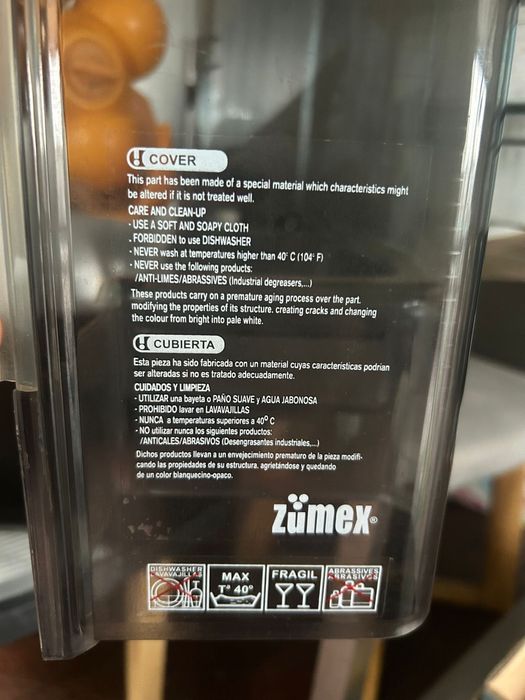 COVER
This part has been made of a special material which characteristics might
be altered if it is not treated well.
CARE AND CLEAN-UP
- USE A SOFT AND SOAPY CLOTH
- FORBIDDEN to use DISHWASHER
- NEVER wash at temperatures higher than 40° C (104° F)
- NEVER use the following products:
/ANTI-LIMES/ABRASSIVES (Industrial degreasers,...)
These products carry on a premature aging process over the part.
modifying the properties of its structure. creating cracks and changing
the colour from bright into pale white.
CUBIERTA
Esta pieza ha sido fabricada con un material cuyas caracteristicas podrian
ser alteradas si no es tratado adecuadamente.
CUIDADOS Y LIMPIEZA
- UTILIZAR una bayeta o PAÑO SUAVE y AGUA JABONOSA
- PROHIBIDO lavar en LAVAVAJILLAS
- NUNCA a temperaturas superiores a 40º C
- NO utilizar nunca los siguientes productos:
/ANTICALES/ABRASIVOS (Desengrasantes industriales,...)
Dichos productos llevan a un envejecimiento prematuro de la pieza modifi-
cando las propiedades de su estructura. agrietándose y quedando
de un color blanquecino-opaco.
zümex®
DISHWASHER
LAVAVAJILLAS
MAX
Tª 40º
FRAGIL
ABRASSIVES
ABRASIVOS